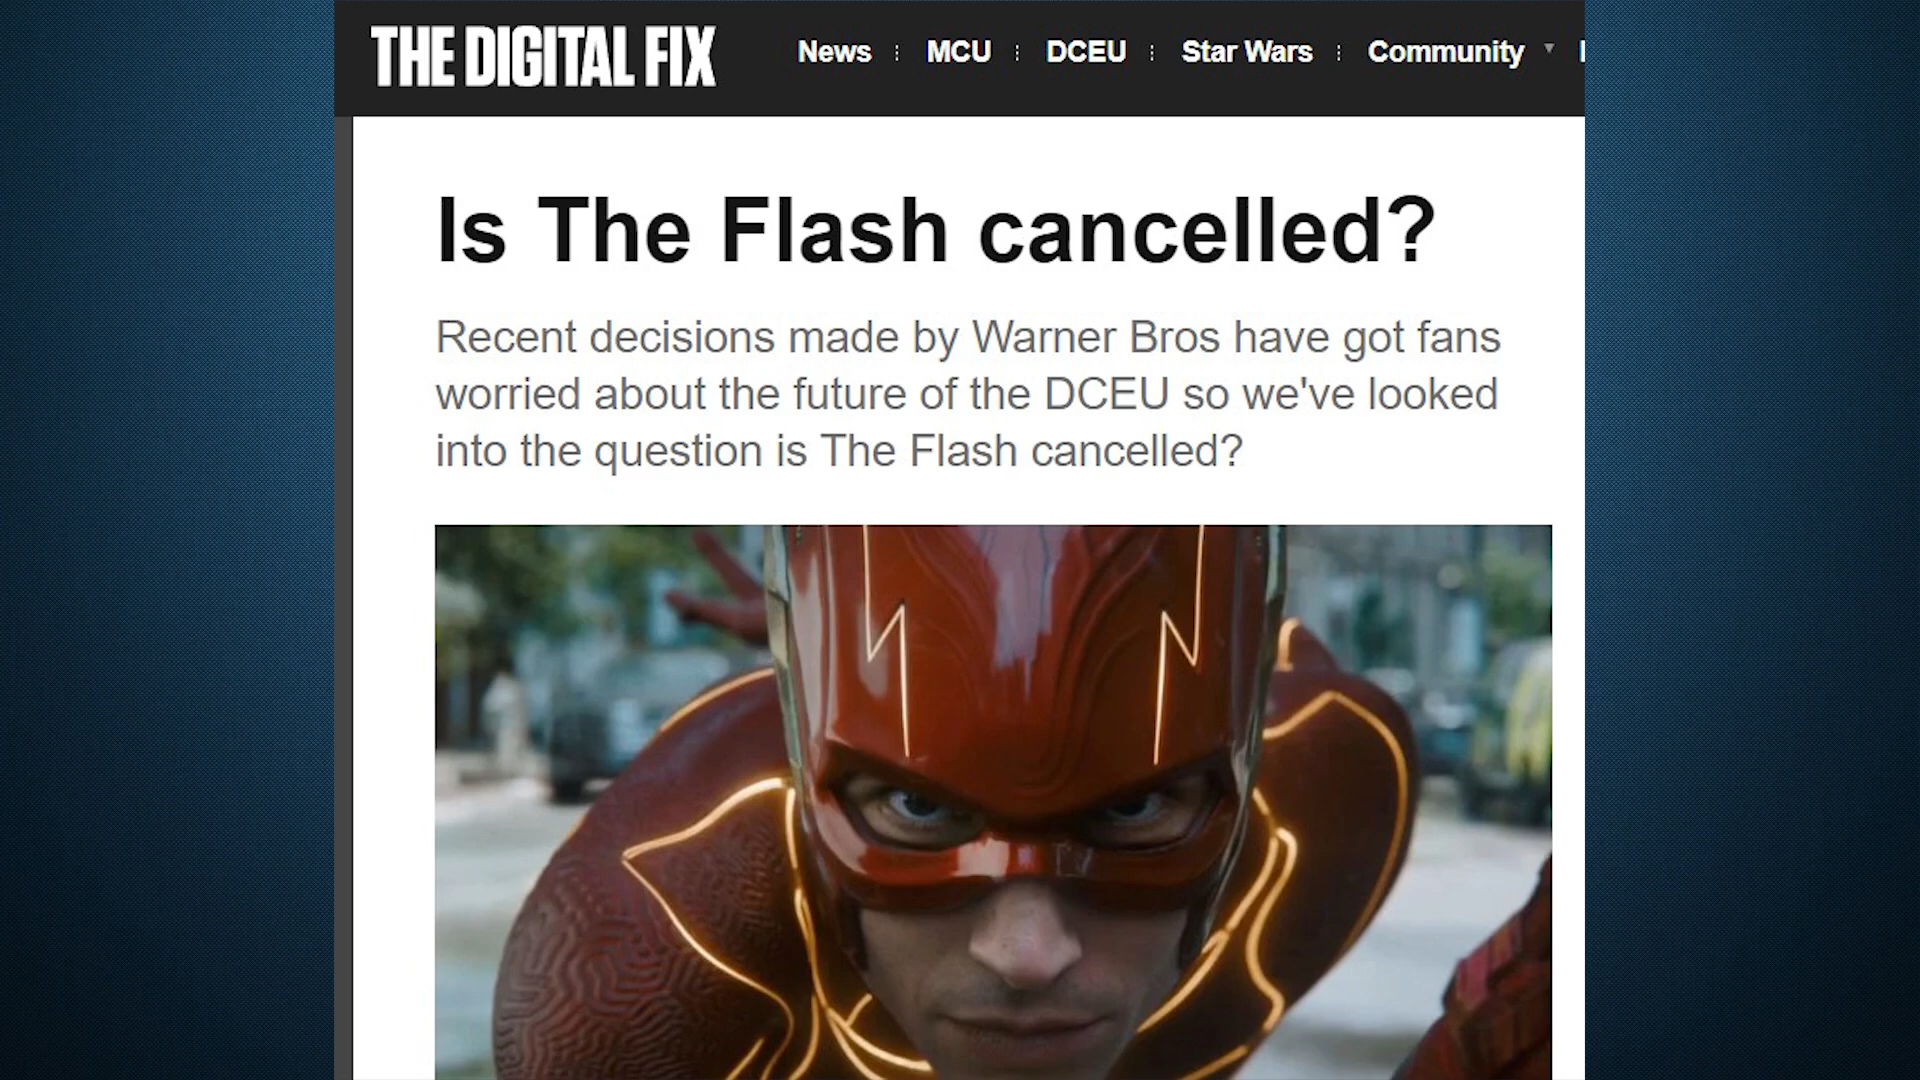 THE DIGITAL FIX
News MCU DCEU Star Wars Community
Is The Flash cancelled?
Recent decisions made by Warner Bros have got fans
worried about the future of the DCEU so we've looked
into the question is The Flash cancelled?